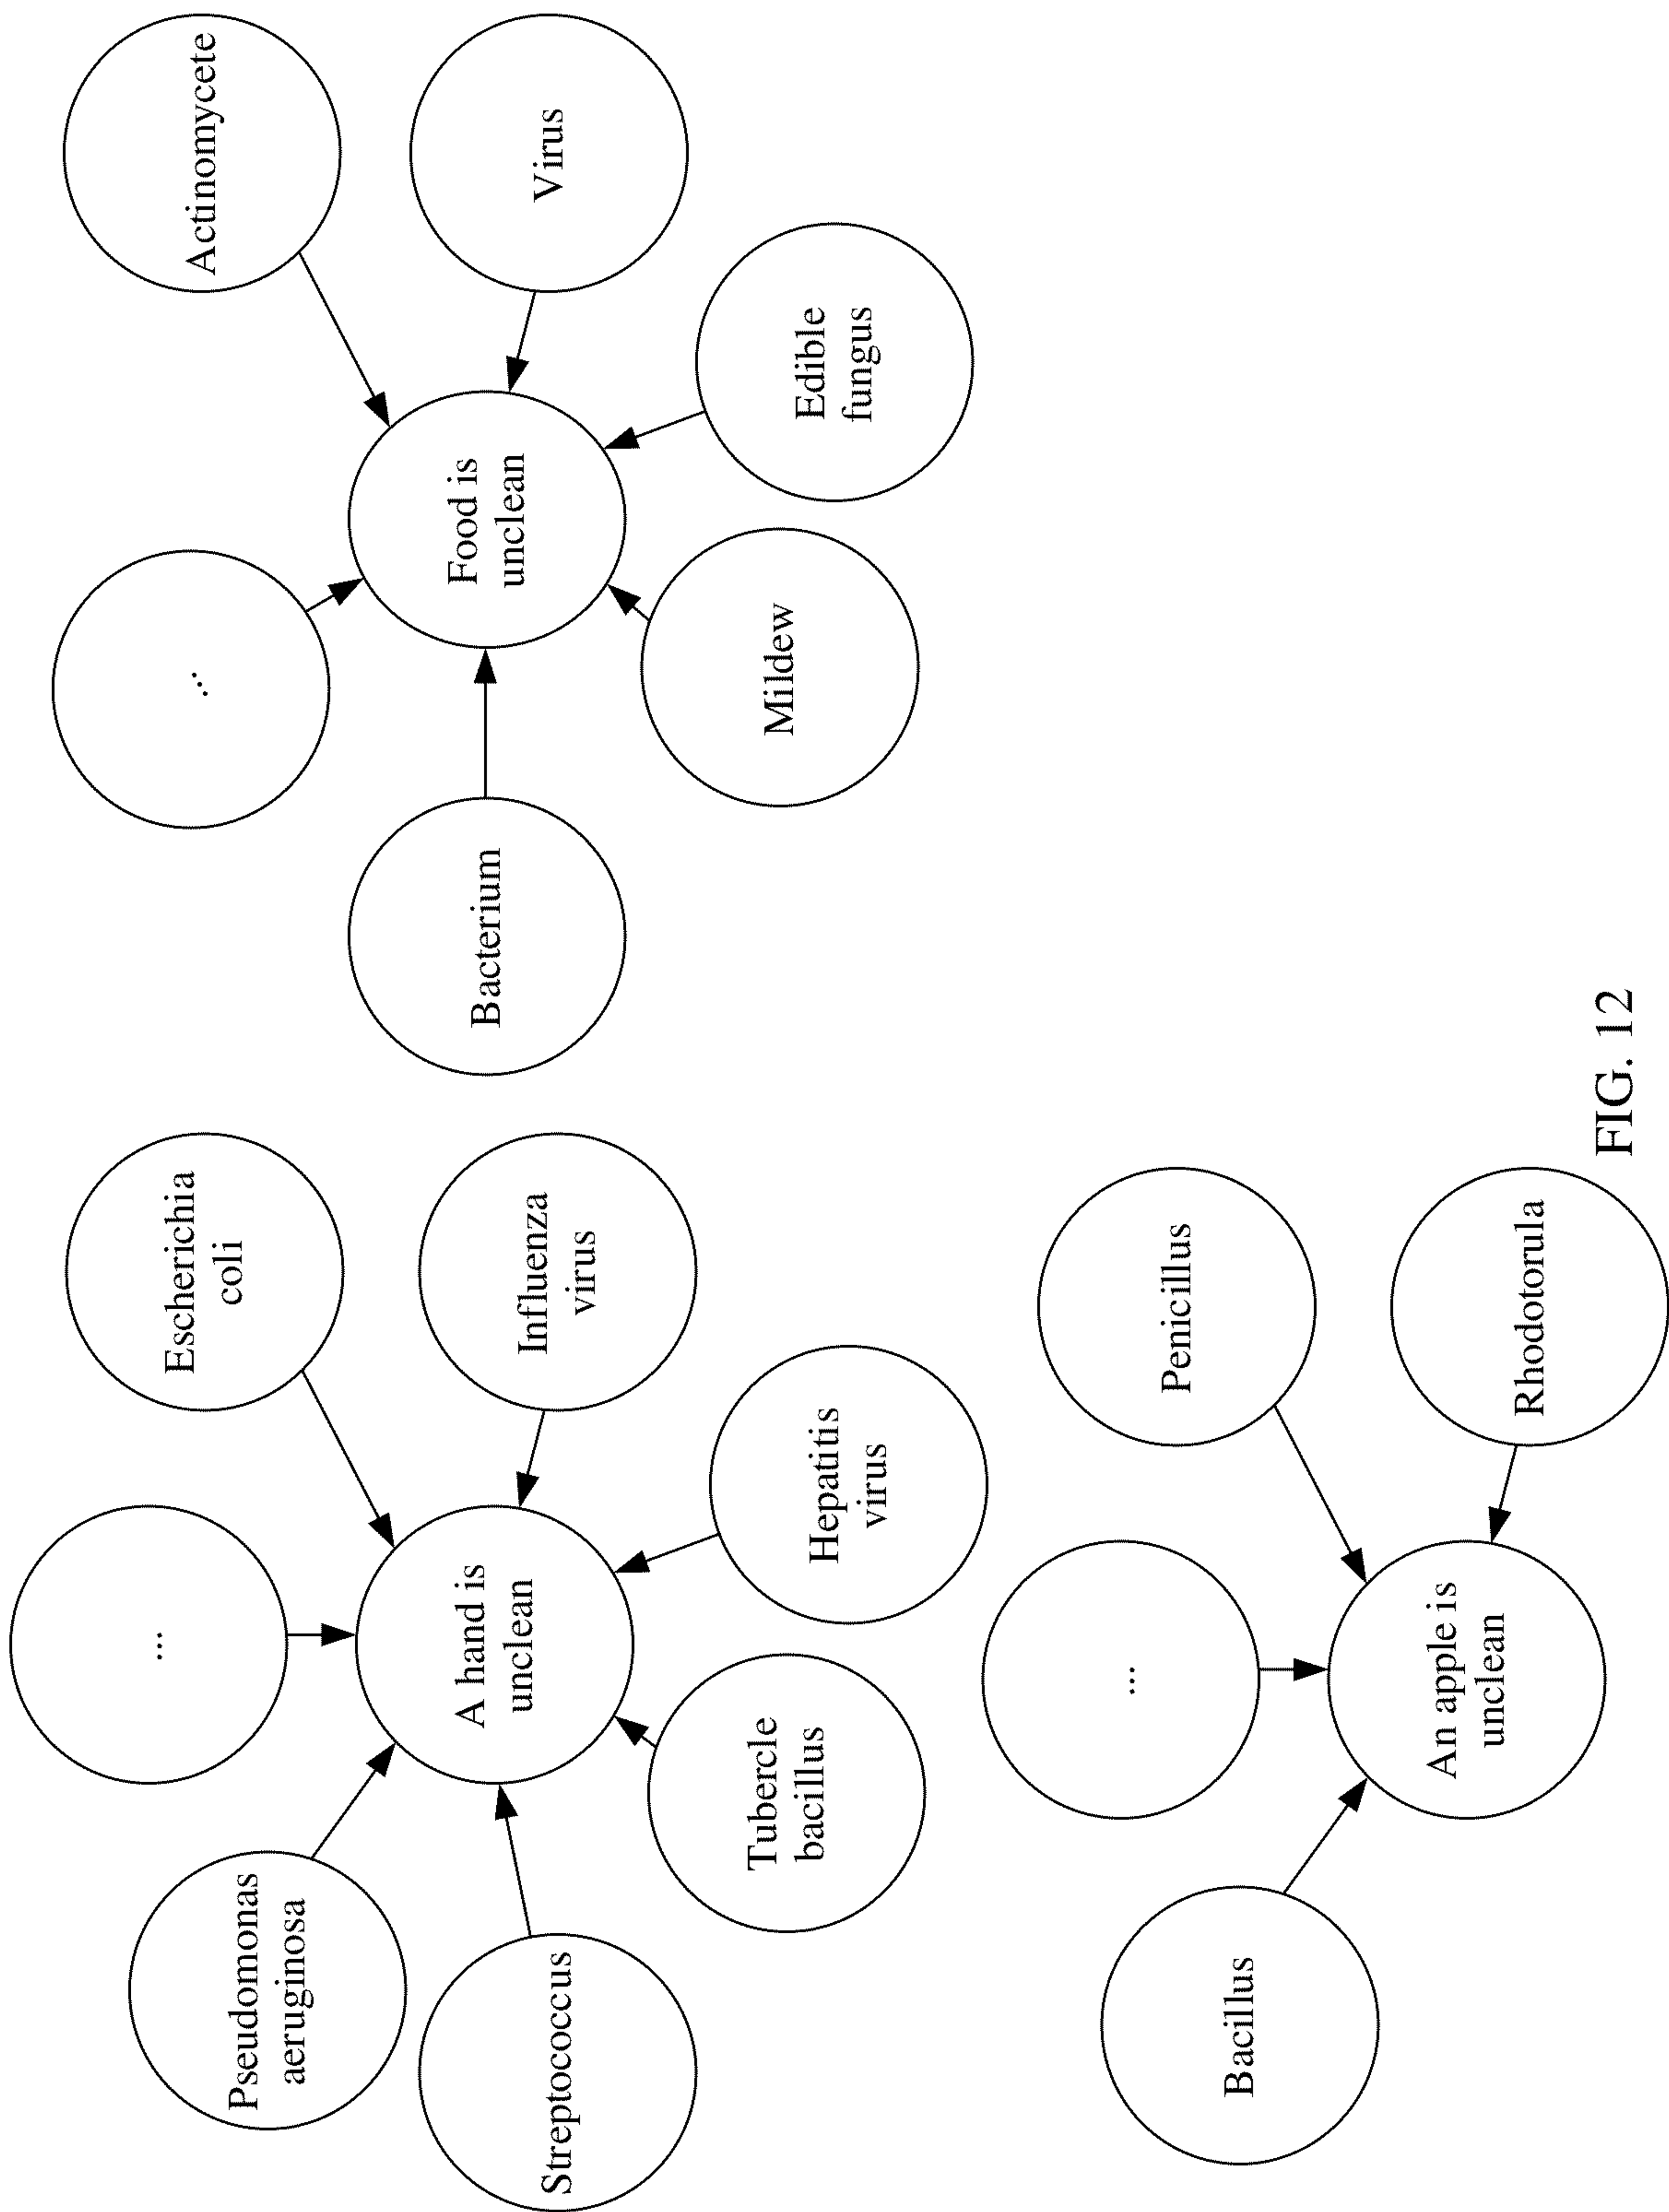 Pseudomonas
aeruginosa
...
Escherichia
coli
Streptococcus
A hand is
unclean
Influenza
virus
Tubercle
bacillus
Hepatitis
virus
...
Actinomycete
Bacterium
Food is
unclean
Virus
Mildew
Edible
fungus
Bacillus
...
Penicillus
An apple is
unclean
Rhodotorula
FIG. 12